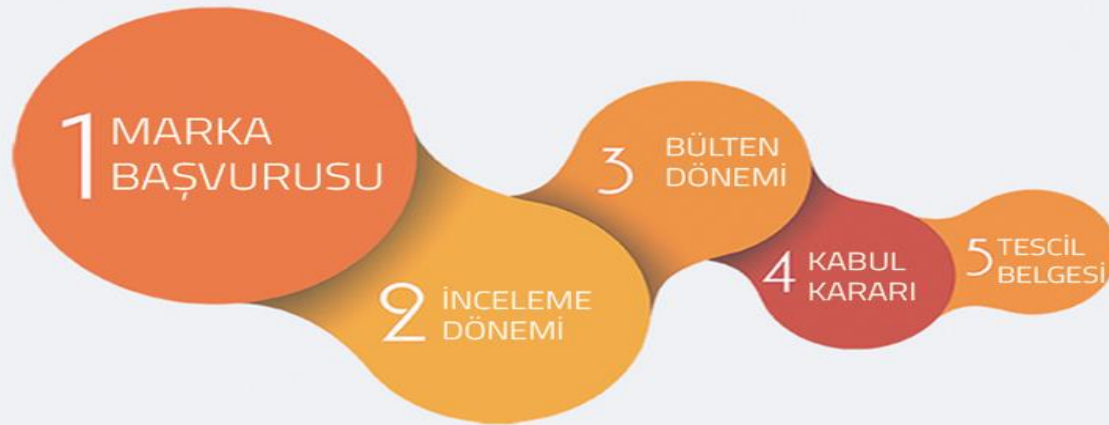 1 MARKA
BAŞVURUSU
2 İNCELEME
DÖNEMİ
3 BÜLTEN
DÖNEMİ
4 KABUL
KARARI
5 TESCİL
BELGESİ